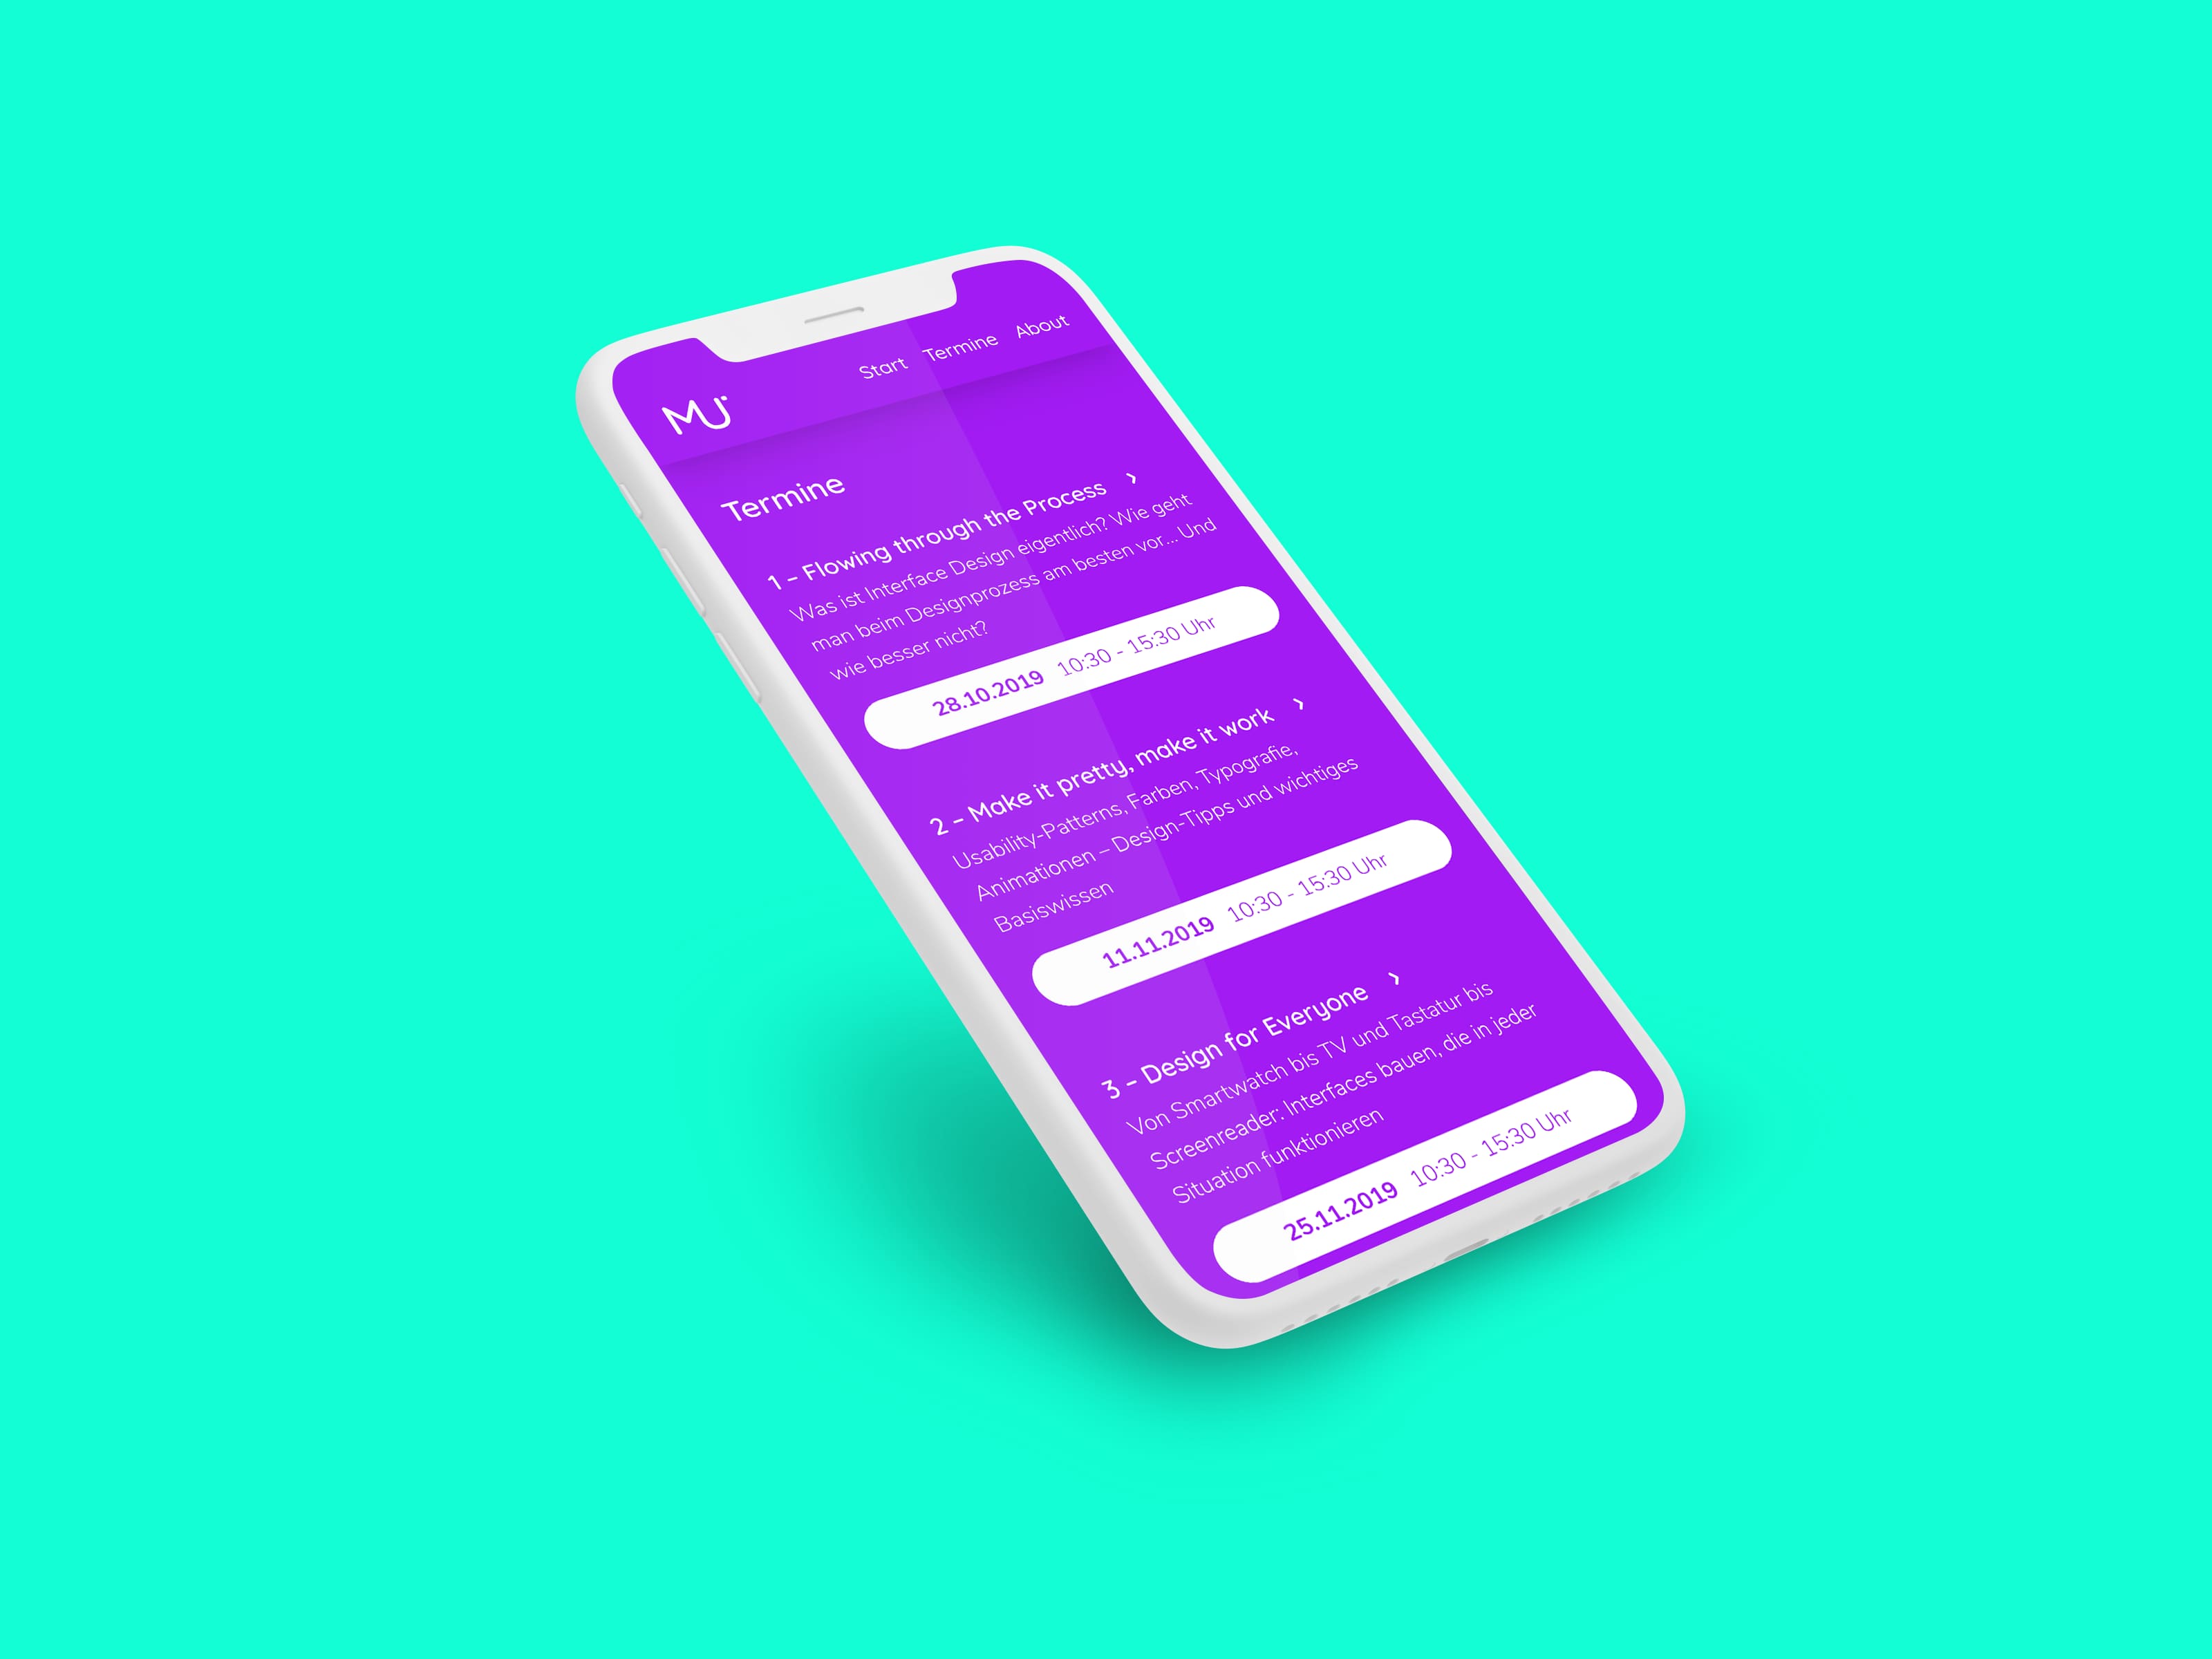 MU
Start Termine About
Termine
1 – Flowing through the Process ›
Was ist Interface Design eigentlich? Wie geht
man beim Designprozess am besten vor... Und
wie besser nicht?
28.10.2019 10:30 - 15:30 Uhr
2 – Make it pretty, make it work ›
Usability-Patterns, Farben, Typografie,
Animationen – Design-Tipps und wichtiges
Basiswissen
11.11.2019 10:30 - 15:30 Uhr
3 – Design for Everyone ›
Von Smartwatch bis TV und Tastatur bis
Screenreader: Interfaces bauen, die in jeder
Situation funktionieren
25.11.2019 10:30 - 15:30 Uhr